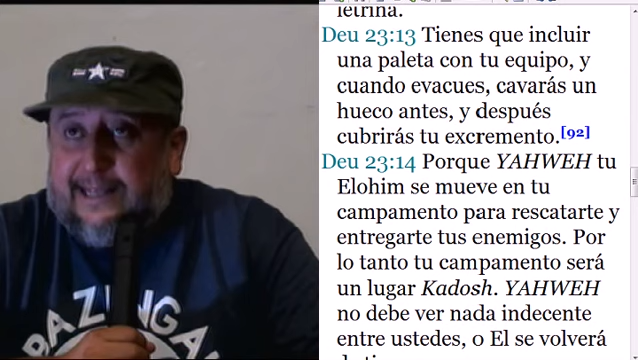 letrina.
Deu 23:13 Tienes que incluir
una paleta con tu equipo, y
cuando evacues, cavarás un
hueco antes, y después
cubrirás tu excremento.[92]
Deu 23:14 Porque YAHWEH tu
Elohim se mueve en tu
campamento para rescatarte y
entregarte tus enemigos. Por
lo tanto tu campamento será
un lugar Kadosh. YAHWEH
no debe ver nada indecente
entre ustedes, o El se volverá
BAZINGA